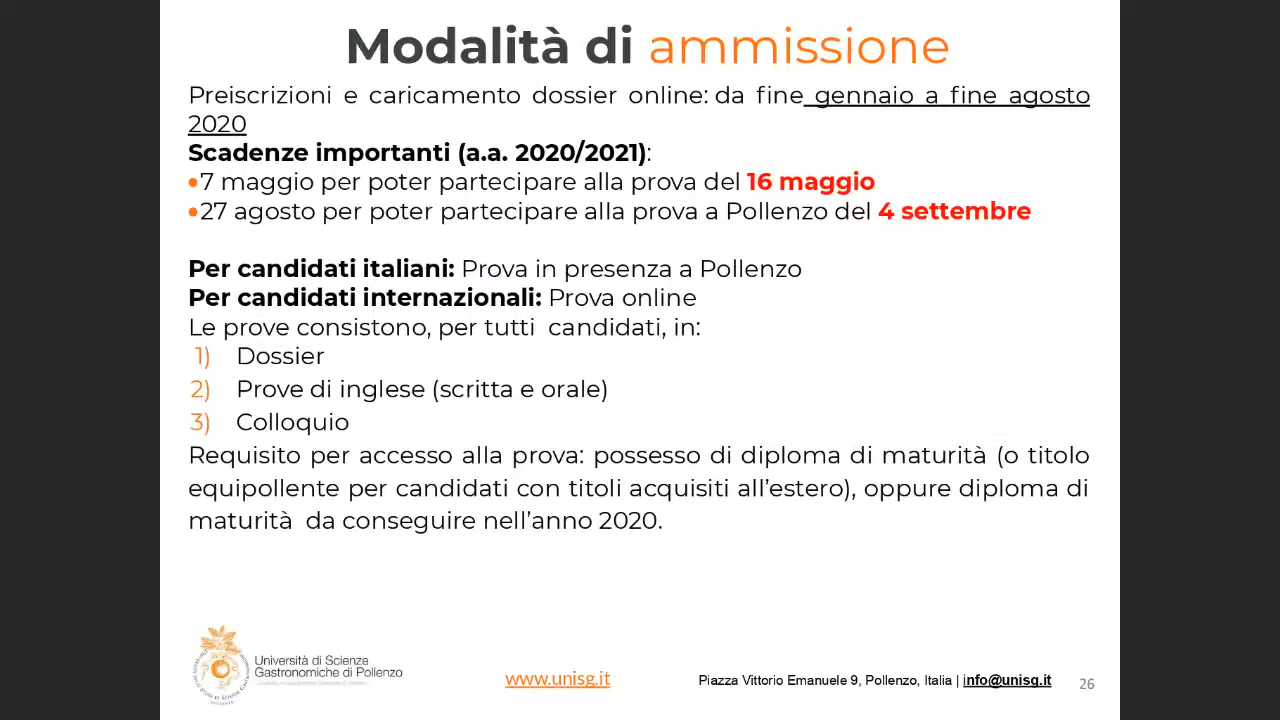 Modalità di ammissione
Preiscrizioni e caricamento dossier online: da fine gennaio a fine agosto
2020
Scadenze importanti (a.a. 2020/2021):
•7 maggio per poter partecipare alla prova del 16 maggio
•27 agosto per poter partecipare alla prova a Pollenzo del 4 settembre
Per candidati italiani: Prova in presenza a Pollenzo
Per candidati internazionali: Prova online
Le prove consistono, per tutti candidati, in:
1) Dossier
2) Prove di inglese (scritta e orale)
3) Colloquio
Requisito per accesso alla prova: possesso di diploma di maturità (o titolo
equipollente per candidati con titoli acquisiti all’estero), oppure diploma di
maturità da conseguire nell’anno 2020.
Università di Scienze
Gastronomiche di Pollenzo
www.unisg.it
Piazza Vittorio Emanuele 9, Pollenzo, Italia | info@unisg.it
26